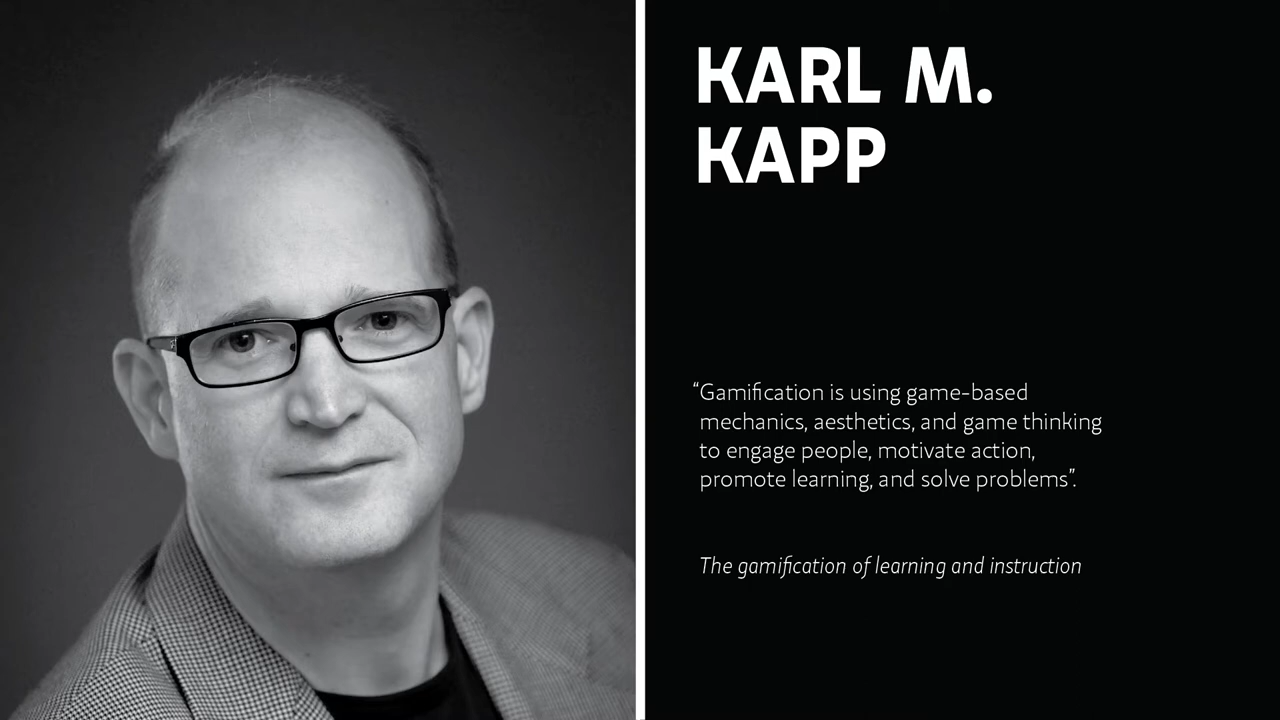 KARL M.
KAPP
“Gamification is using game-based
mechanics, aesthetics, and game thinking
to engage people, motivate action,
promote learning, and solve problems”.
The gamification of learning and instruction